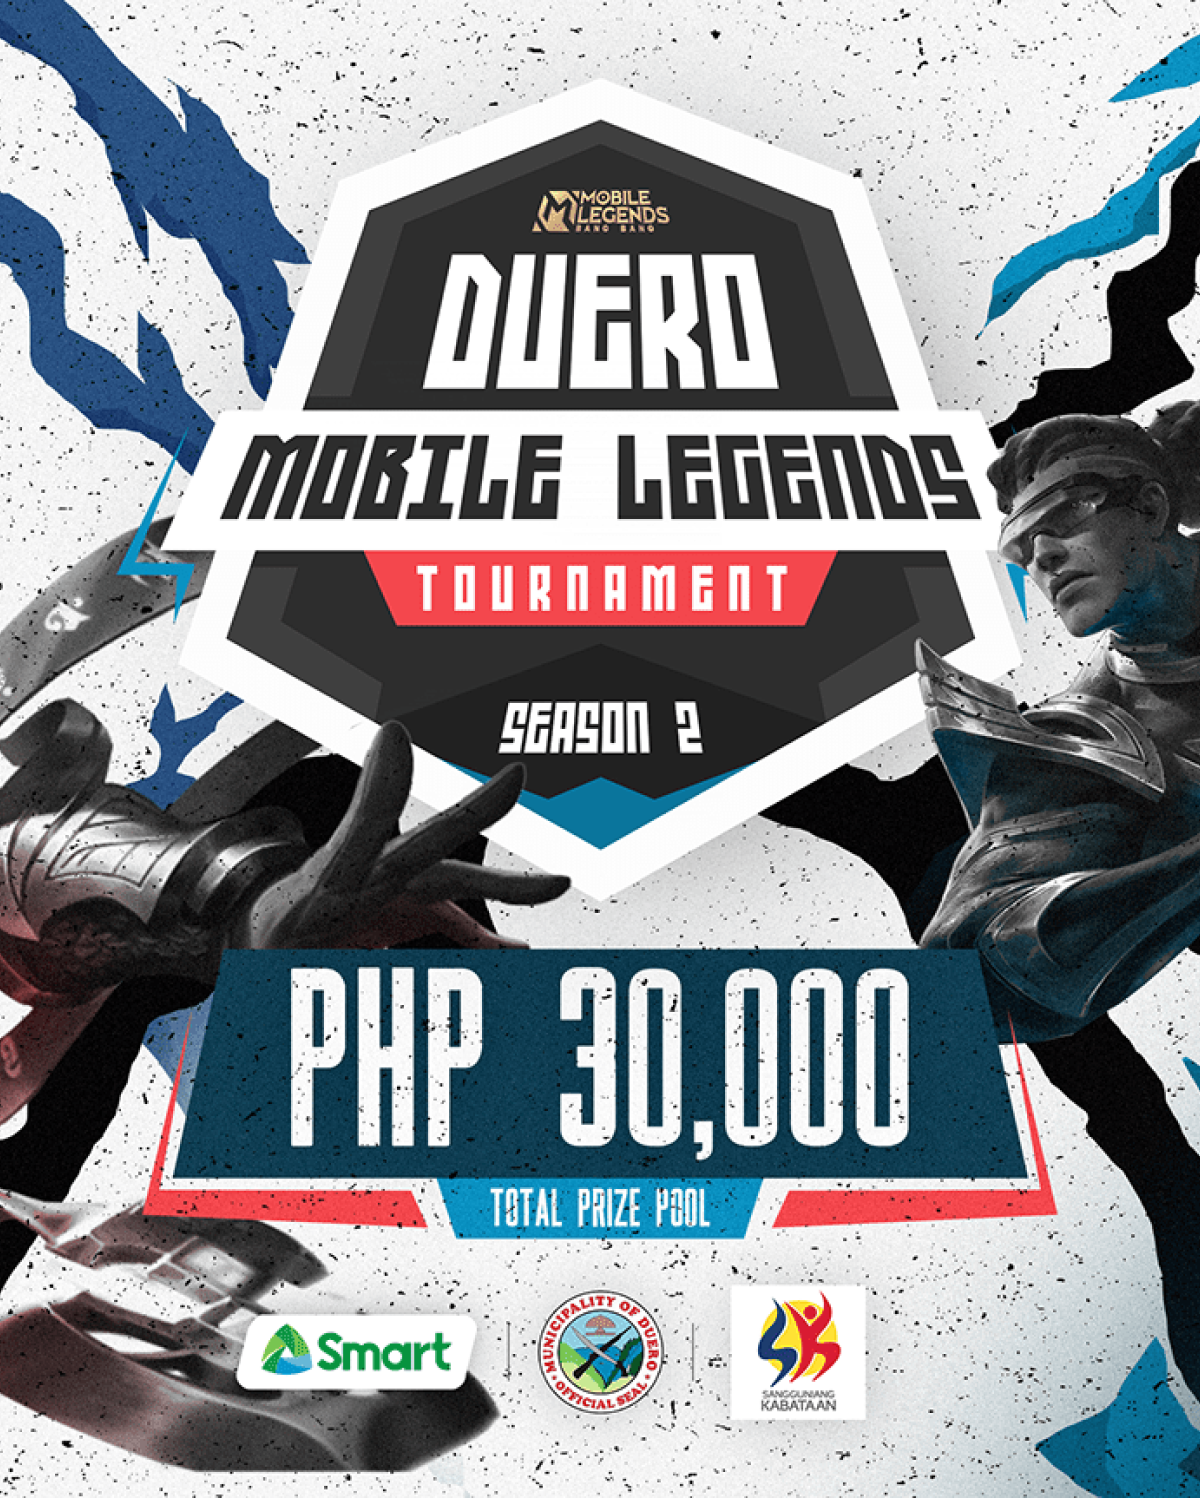 MOBILE
LEGENDS
BANG BANG
DUERO
MOBILE LEGENDS
TOURNAMENT
SEASON 2
PHP 30,000
TOTAL PRIZE POOL
Smart
MUNICIPALITY OF DUERO
OFFICIAL SEAL
SANGGUNIANG
KABATAAN